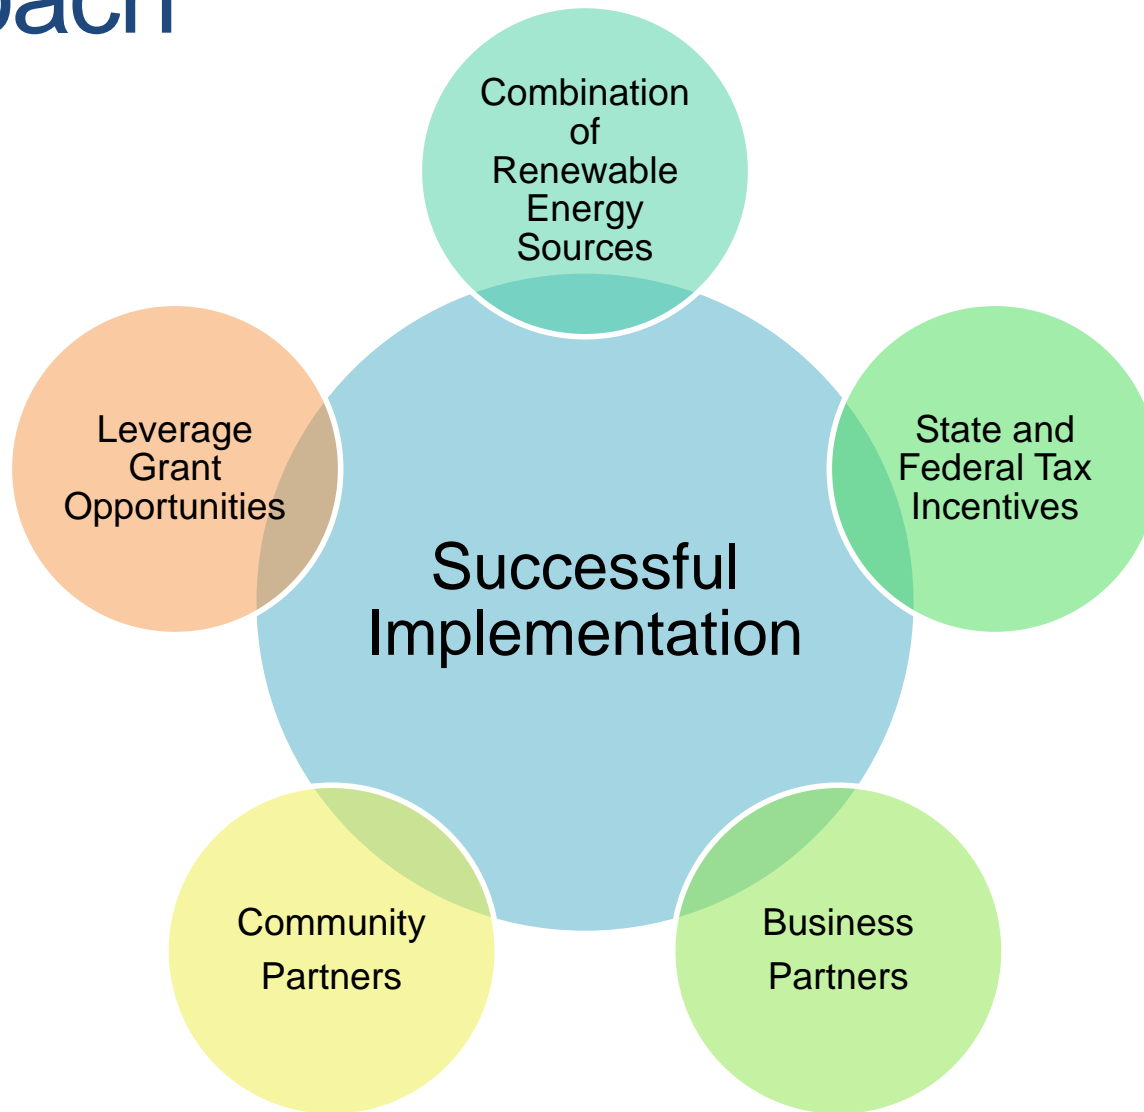 Combination
of
Renewable
Energy
Sources
State and
Federal Tax
Incentives
Business
Partners
Community
Partners
Leverage
Grant
Opportunities
Successful
Implementation